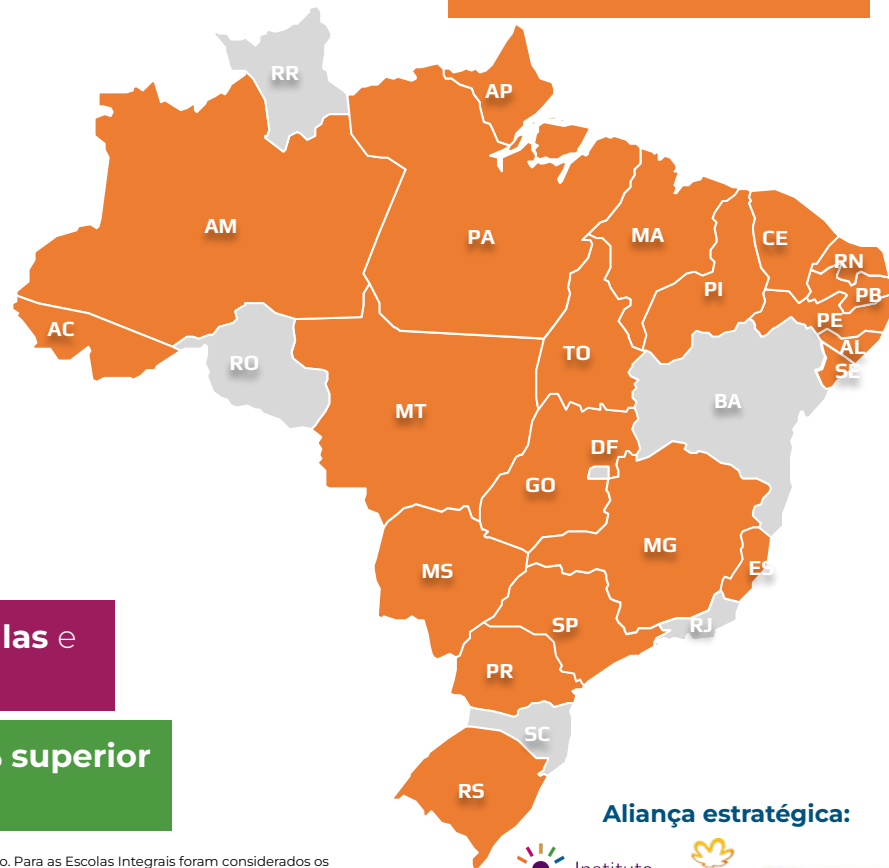 RR
AP
AM
PA
MA
CE
RN
PI
PB
PE
AC
AL
TO
SE
RO
BA
MT
DF
GO
MG
ES
MS
SP
RJ
PR
SC
RS
las e
superior
Aliança estratégica:
o. Para as Escolas Integrais foram considerados os
Instituto